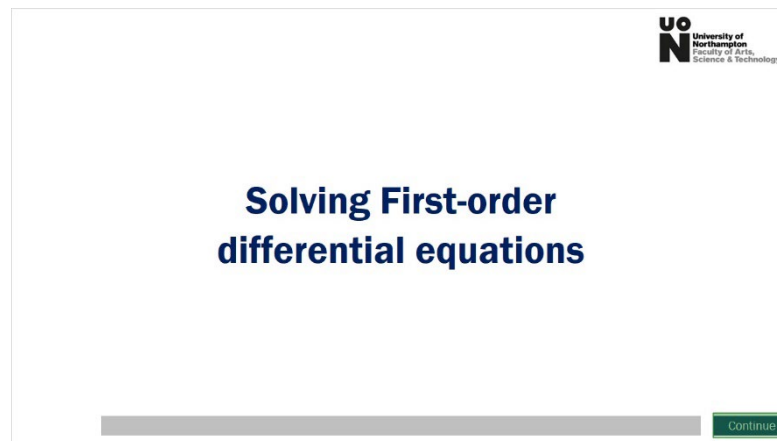 UO
N
University of
Northampton
Faculty of Arts,
Science & Technology
Solving First-order
differential equations
Continue